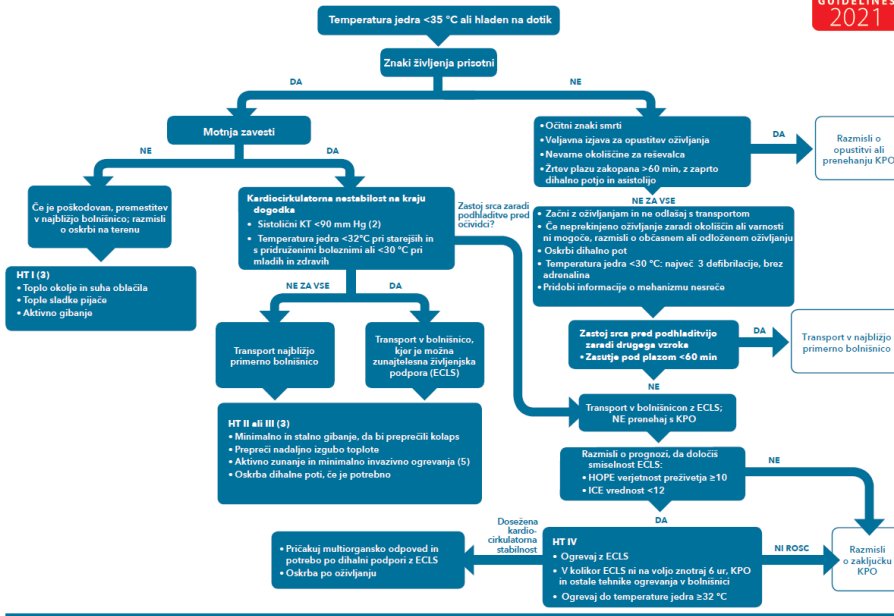 GUIDELINES
2021
Temperatura jedra <35 °C ali hladen na dotik
Znaki življenja prisotni
DA
NE
Motnja zavesti
NE
DA
• Očitni znaki smrti
• Veljavna izjava za opustitev oživljanja
• Nevarne okoliščine za reševalca
• Žrtev plazu zakopana >60 min, z zaprto
dihalno potjo in asistolijo
DA
Razmisli o
opustitvi ali
prenehanju KPO
Če je poškodovan, premestitev
v najbližjo bolnišnico; razmisli
o oskrbi na terenu
Kardiocirkulatorna nestabilost na kraju
dogodka
• Sistolični KT <90 mm Hg (2)
• Temperatura jedra <32°C pri starejših in
s pridruženimi boleznimi ali <30 °C pri
mladih in zdravih
Zastoj srca zaradi
podhladitve pred
očividci?
NE ZA VSE
• Začni z oživljanjam in ne odlašaj s transportom
• Če neprekinjeno oživljanje zaradi okoliščin ali varnosti
ni mogoče, razmisli o občasnem ali odloženem oživljanju
• Oskrbi dihalno pot
• Temperatura jedra <30 °C: največ 3 defibrilacije, brez
adrenalina
• Pridobi informacije o mehanizmu nesreče
HT I (3)
• Toplo okolje in suha oblačila
• Tople sladke pijače
• Aktivno gibanje
NE ZA VSE
DA
Transport najbližjo
primerno bolnišnico
Transport v bolnišnico,
kjer je možna
zunajtelesna življenjska
podpora (ECLS)
Zastoj srca pred podhladitvijo
zaradi drugega vzroka
• Zasutje pod plazom <60 min
DA
Transport v najbližjo
primerno bolnišnico
NE
HT II ali III (3)
• Minimalno in stalno gibanje, da bi preprečili kolaps
• Prepreči nadaljno izgubo toplote
• Aktivno zunanje in minimalno invazivno ogrevanja (5)
• Oskrba dihalne poti, če je potrebno
Transport v bolnišnicon z ECLS;
NE prenehaj s KPO
Razmisli o prognozi, da določiš
smiselnost ECLS:
• HOPE verjetnost preživetja ≥10
• ICE vrednost <12
NE
DA
Dosežena
kardio-
cirkulatorna
stabilnost
• Pričakuj multiorgansko odpoved in
potrebo po dihalni podpori z ECLS
• Oskrba po oživljanju
HT IV
• Ogrevaj z ECLS
• V kolikor ECLS ni na voljo znotraj 6 ur, KPO
in ostale tehnike ogrevanja v bolnišnici
• Ogrevaj do temperature jedra ≥32 °C
NI ROSC
Razmisli
o zaključku
KPO